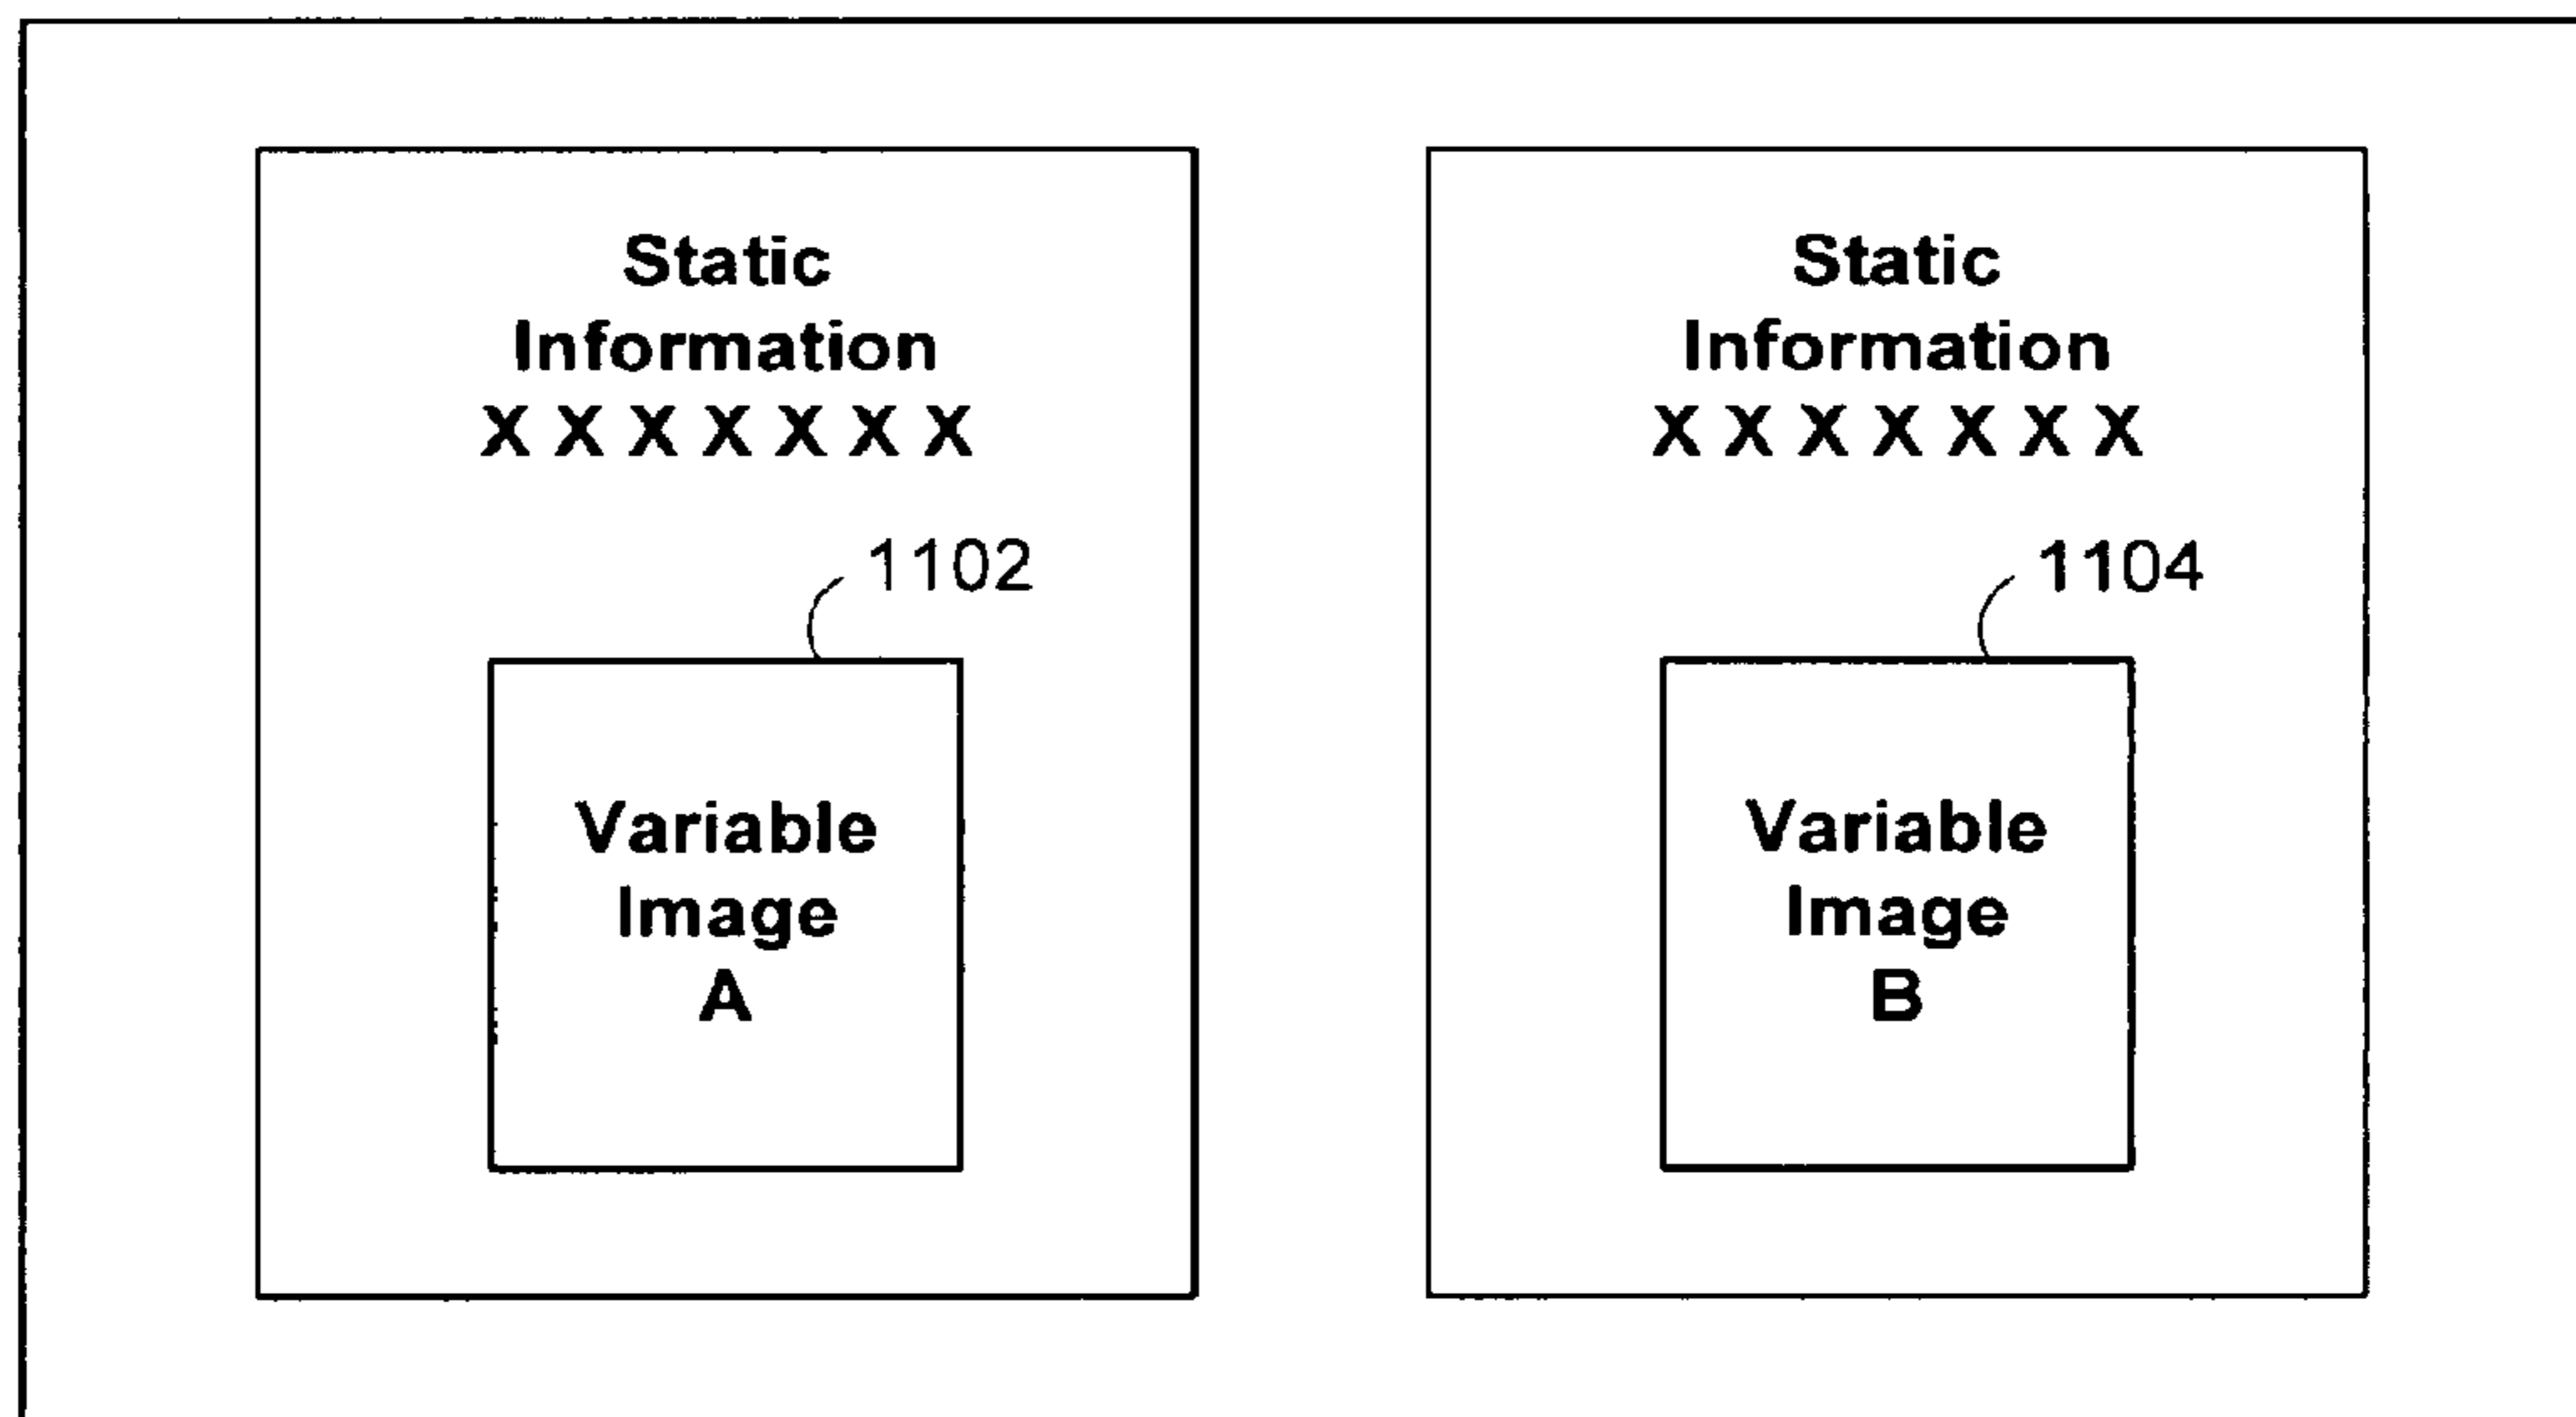 Static
Information
X X X X X X X
1102
Variable
Image
A
Static
Information
X X X X X X X
1104
Variable
Image
B